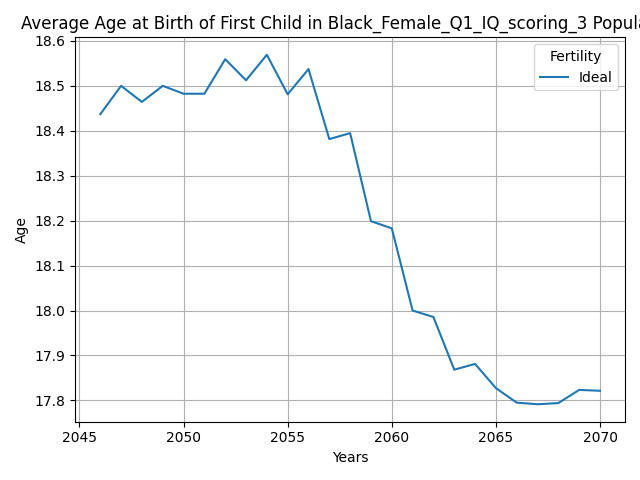 Average Age at Birth of First Child in Black_Female_Q1_IQ_scoring_3 Popula
18.6
18.5
18.4
18.3
18.2
18.1
18.0
17.9
17.8
Age
Fertility
Ideal
2045 2050 2055 2060 2065 2070
Years